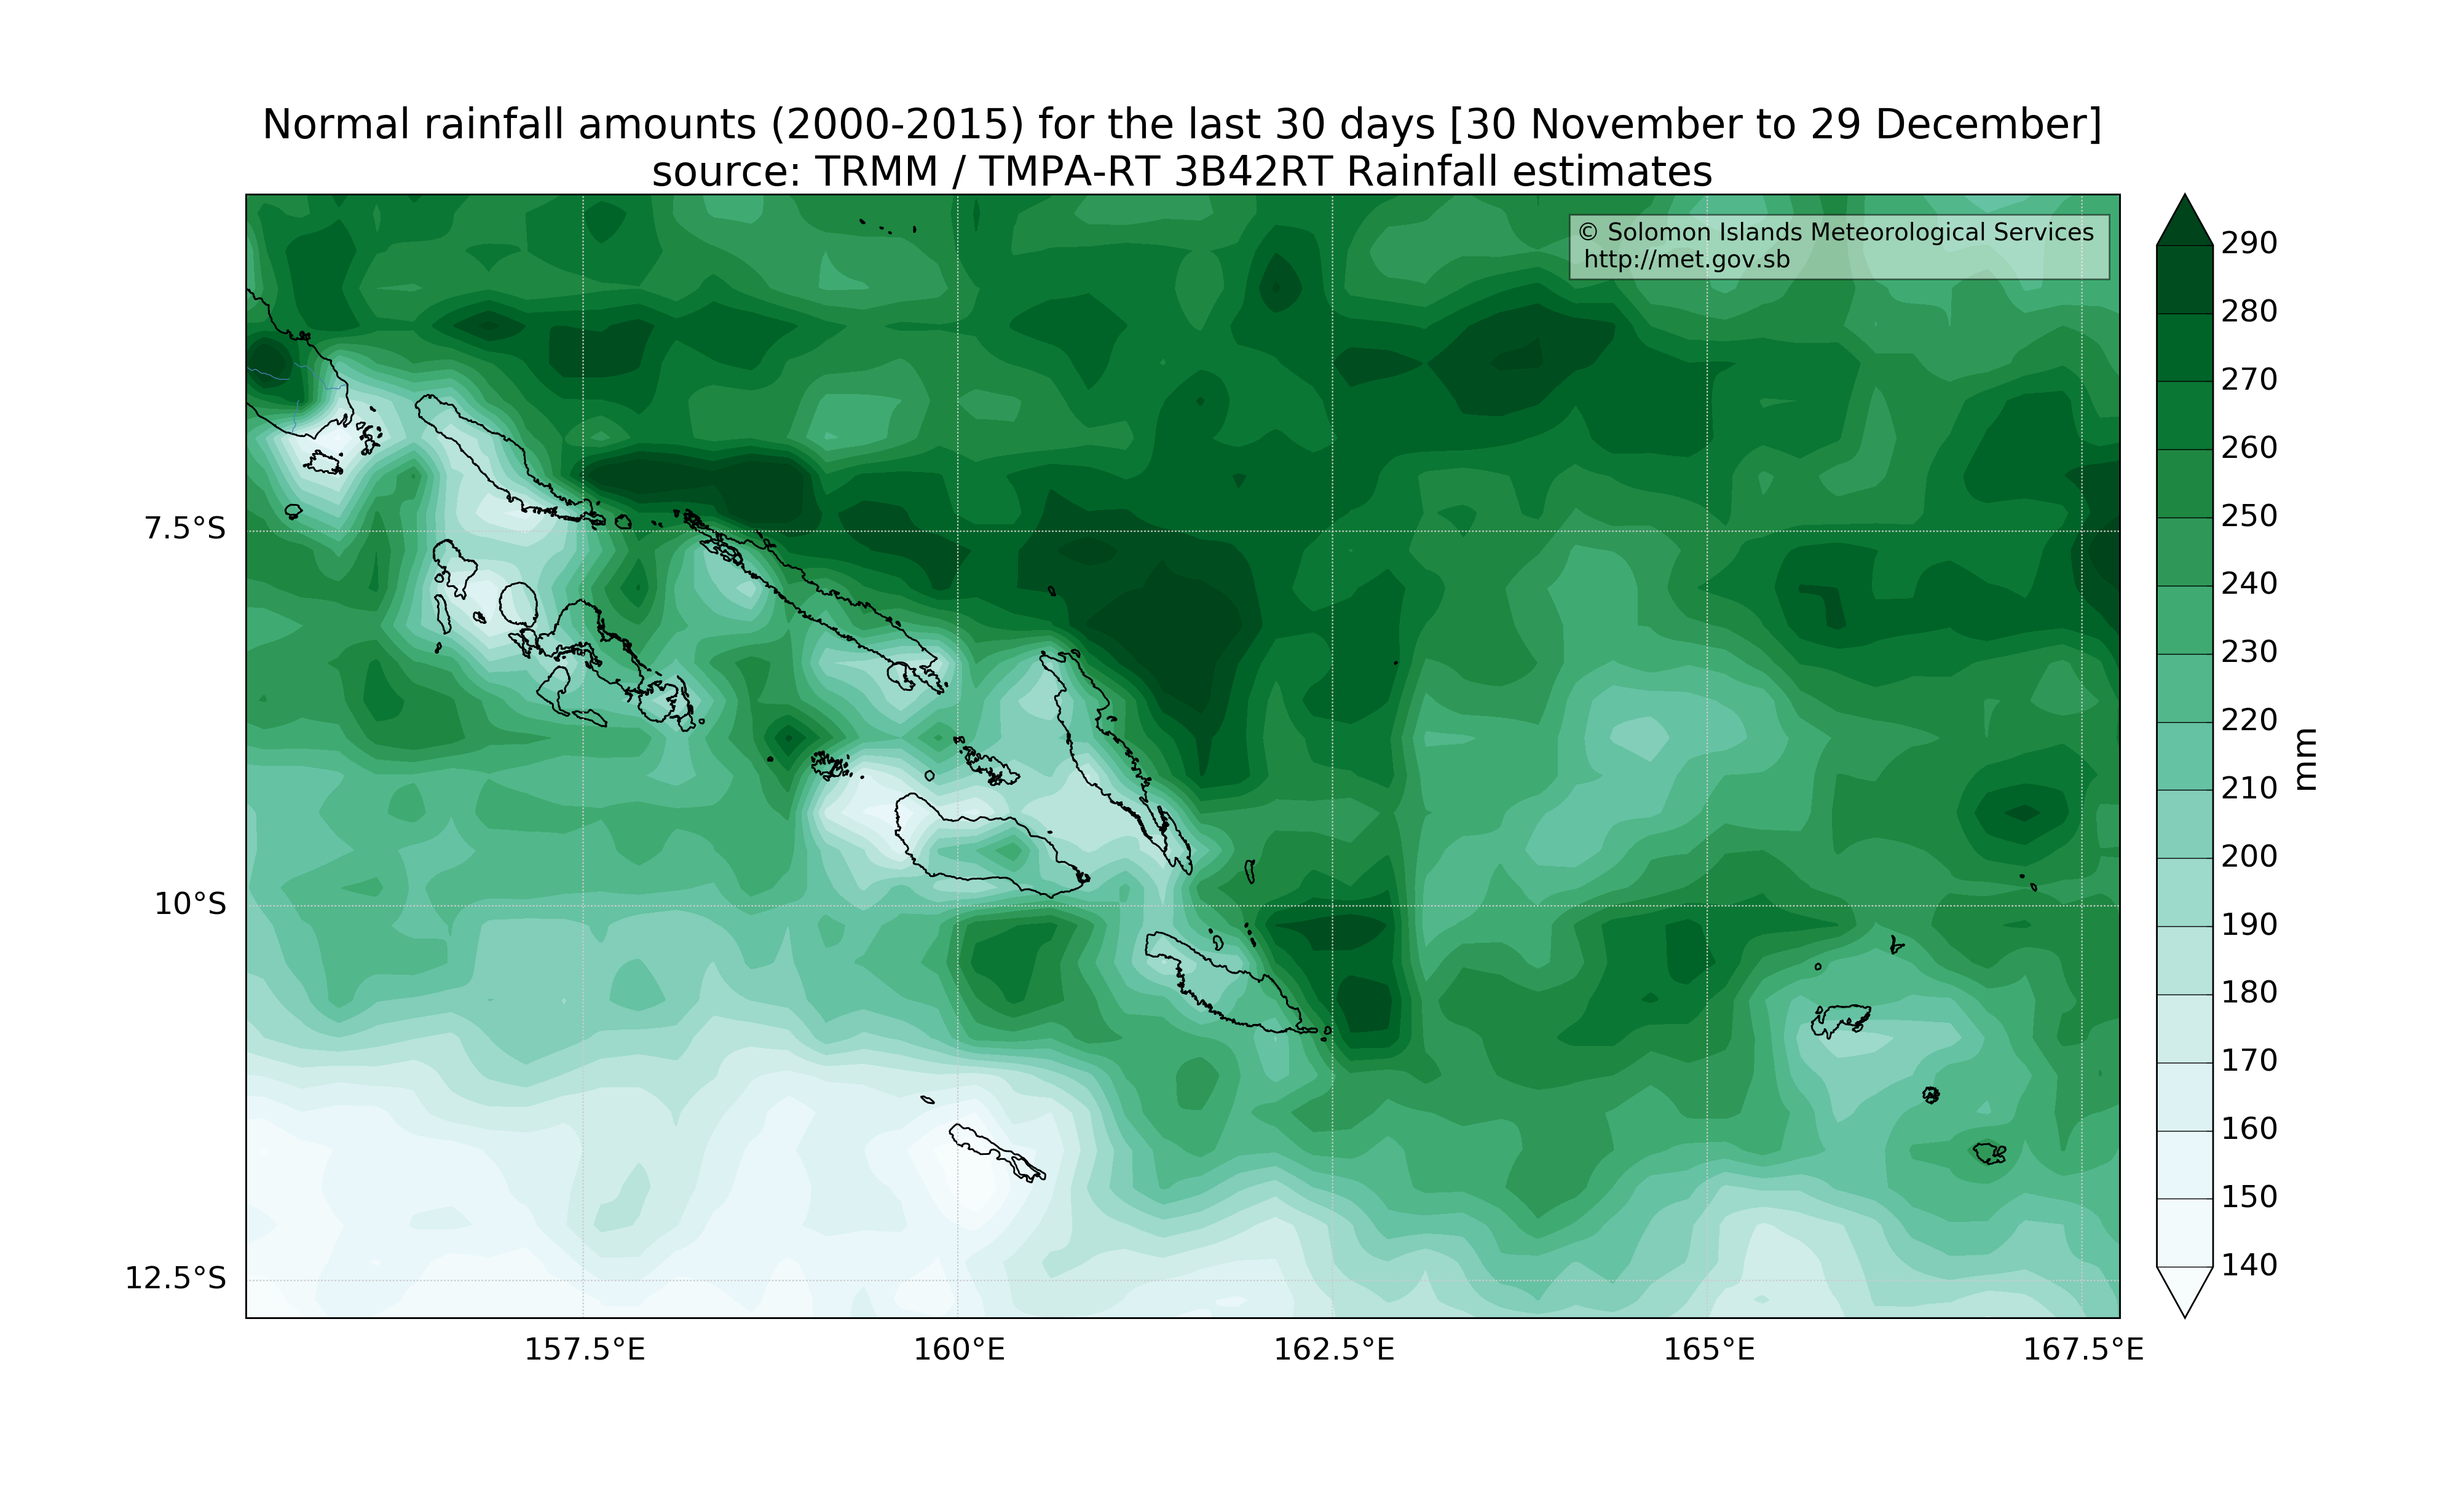 Normal rainfall amounts (2000-2015) for the last 30 days [30 November to 29 December]
source: TRMM / TMPA-RT 3B42RT Rainfall estimates
© Solomon Islands Meteorological Services
http://met.gov.sb
7.5°S
10°S
12.5°S
157.5°E
160°E
162.5°E
165°E
167.5°E
290
280
270
260
250
240
230
220
210
200
190
180
170
160
150
140
mm